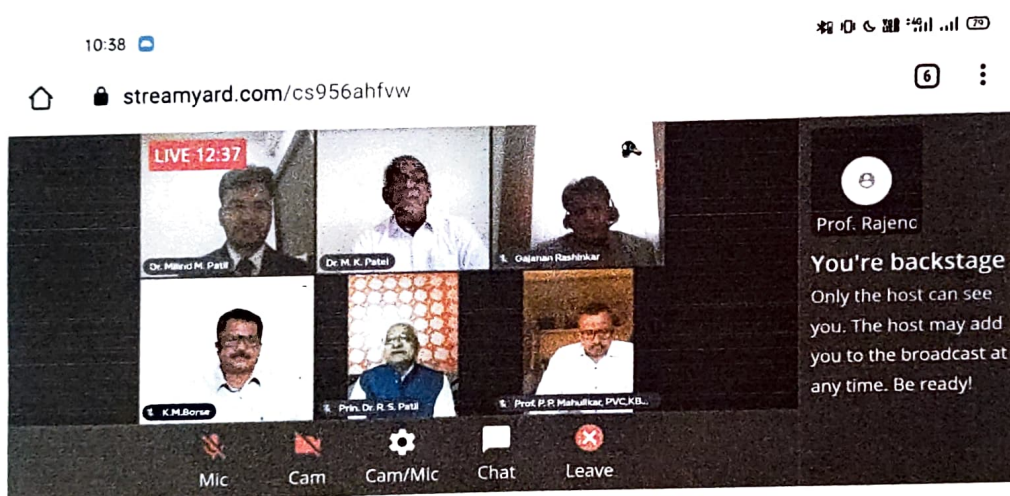 10:38
79
streamyard.com/cs956ahfvw
6
LIVE 12:37
Dr. Milind M. Patil
Dr. M. K. Patel
Gajanan Rashinkar
K.M.Borse
Prin. Dr. R. S. Patil
Prof. P. P. Mahulikar, PVC,KB...
Prof. Rajenc
You're backstage
Only the host can see
you. The host may add
you to the broadcast at
any time. Be ready!
Mic
Cam
Cam/Mic
Chat
Leave